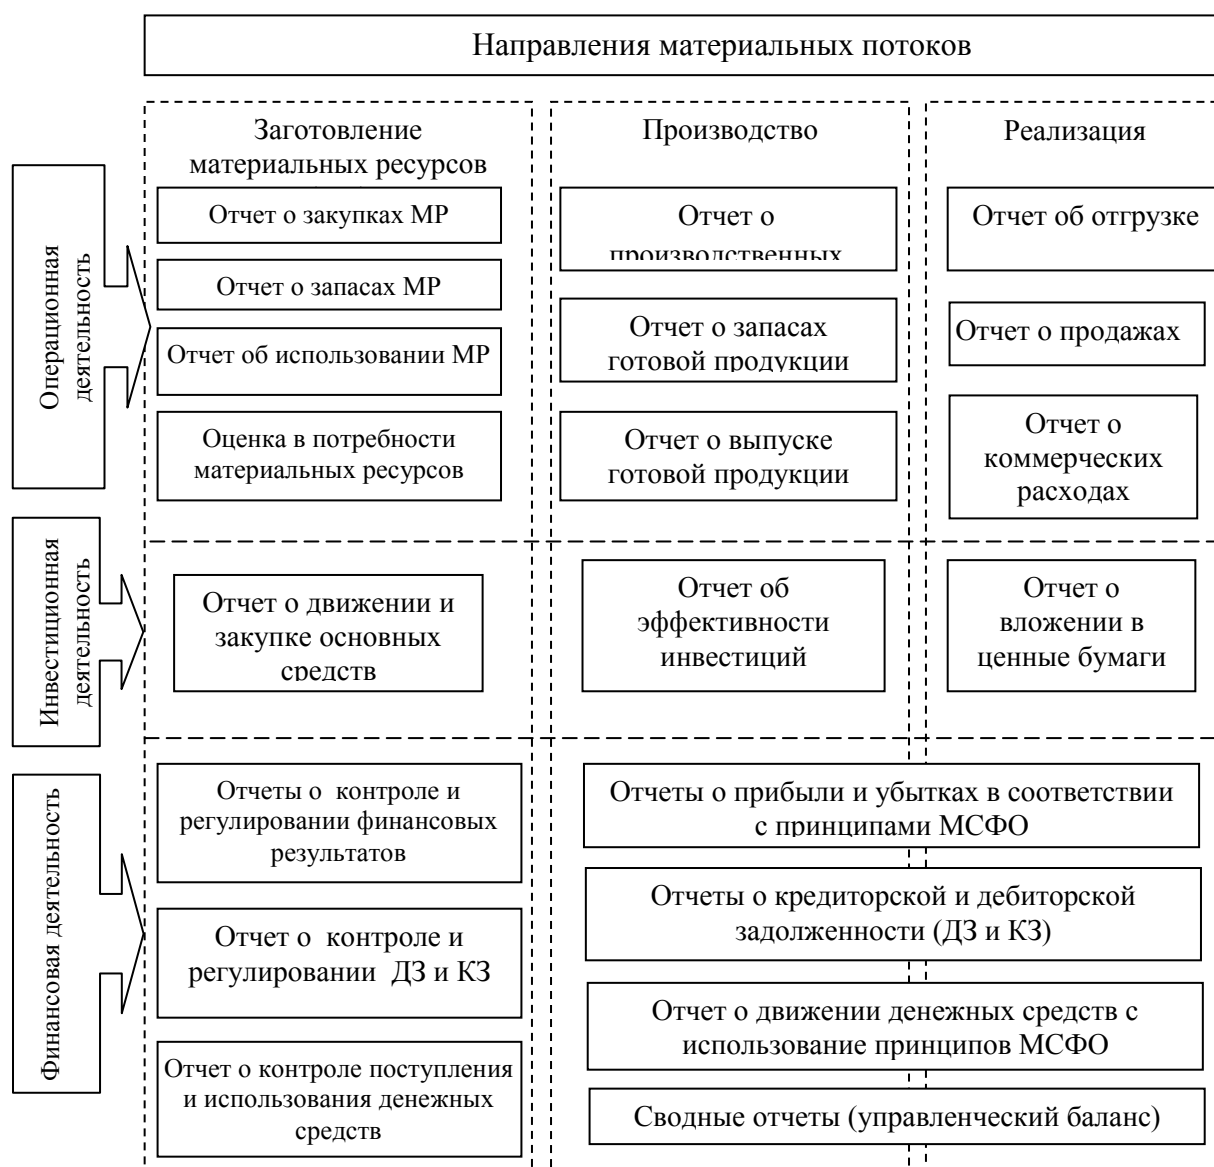 Направления материальных потоков
Заготовление
материальных ресурсов
Производство
Реализация
Операционная
деятельность
Отчет о закупках МР
Отчет о запасах МР
Отчет об использовании МР
Оценка в потребности
материальных ресурсов
Отчет о
производственных
Отчет о запасах
готовой продукции
Отчет о выпуске
готовой продукции
Отчет об отгрузке
Отчет о продажах
Отчет о
коммерческих
расходах
Инвестиционная
деятельность
Отчет о движении и
закупке основных
средств
Отчет об
эффективности
инвестиций
Отчет о
вложении в
ценные бумаги
Финансовая деятельность
Отчеты о контроле и
регулировании финансовых
результатов
Отчет о контроле и
регулировании ДЗ и КЗ
Отчет о контроле поступления
и использования денежных
средств
Отчеты о прибыли и убытках в соответствии
с принципами МСФО
Отчеты о кредиторской и дебиторской
задолженности (ДЗ и КЗ)
Отчет о движении денежных средств с
использование принципов МСФО
Сводные отчеты (управленческий баланс)